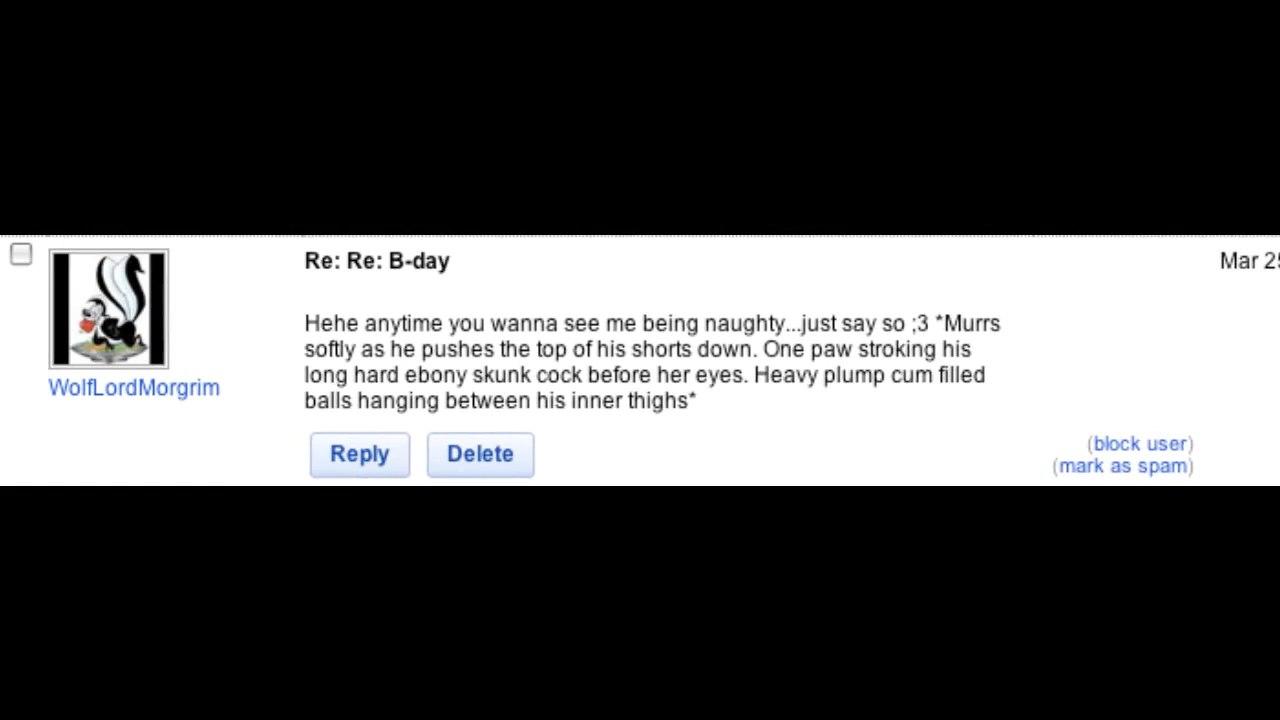 Re: Re: B-day
Mar 25
Hehe anytime you wanna see me being naughty...just say so ;3 *Murrs
softly as he pushes the top of his shorts down. One paw stroking his
long hard ebony skunk cock before her eyes. Heavy plump cum filled
balls hanging between his inner thighs*
WolfLordMorgrim
Reply
Delete
(block user)
(mark as spam)